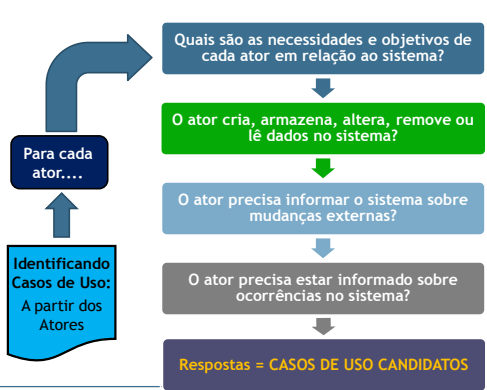 Quais são as necessidades e objetivos de
cada ator em relação ao sistema?
O ator cria, armazena, altera, remove ou
lê dados no sistema?
Para cada
ator....
O ator precisa informar o sistema sobre
mudanças externas?
Identificando
Casos de Uso:
A partir dos
Atores
O ator precisa estar informado sobre
ocorrências no sistema?
Respostas = CASOS DE USO CANDIDATOS